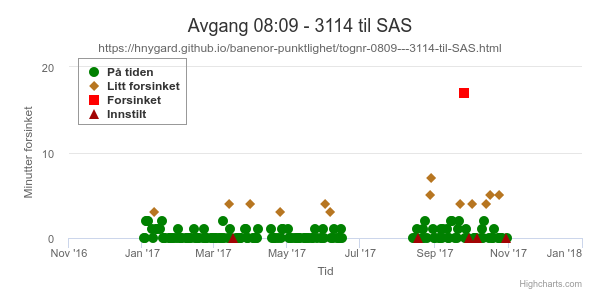 Avgang 08:09 - 3114 til SAS
https://hnygard.github.io/banenor-punktlighet/tognr-0809---3114-til-SAS.html
På tiden
Litt forsinket
Forsinket
Innstilt
Minutter forsinket
20
10
0
Nov '16 Jan '17 Mar '17 May '17 Jul '17 Sep '17 Nov '17 Jan '18
Tid
Highcharts.com